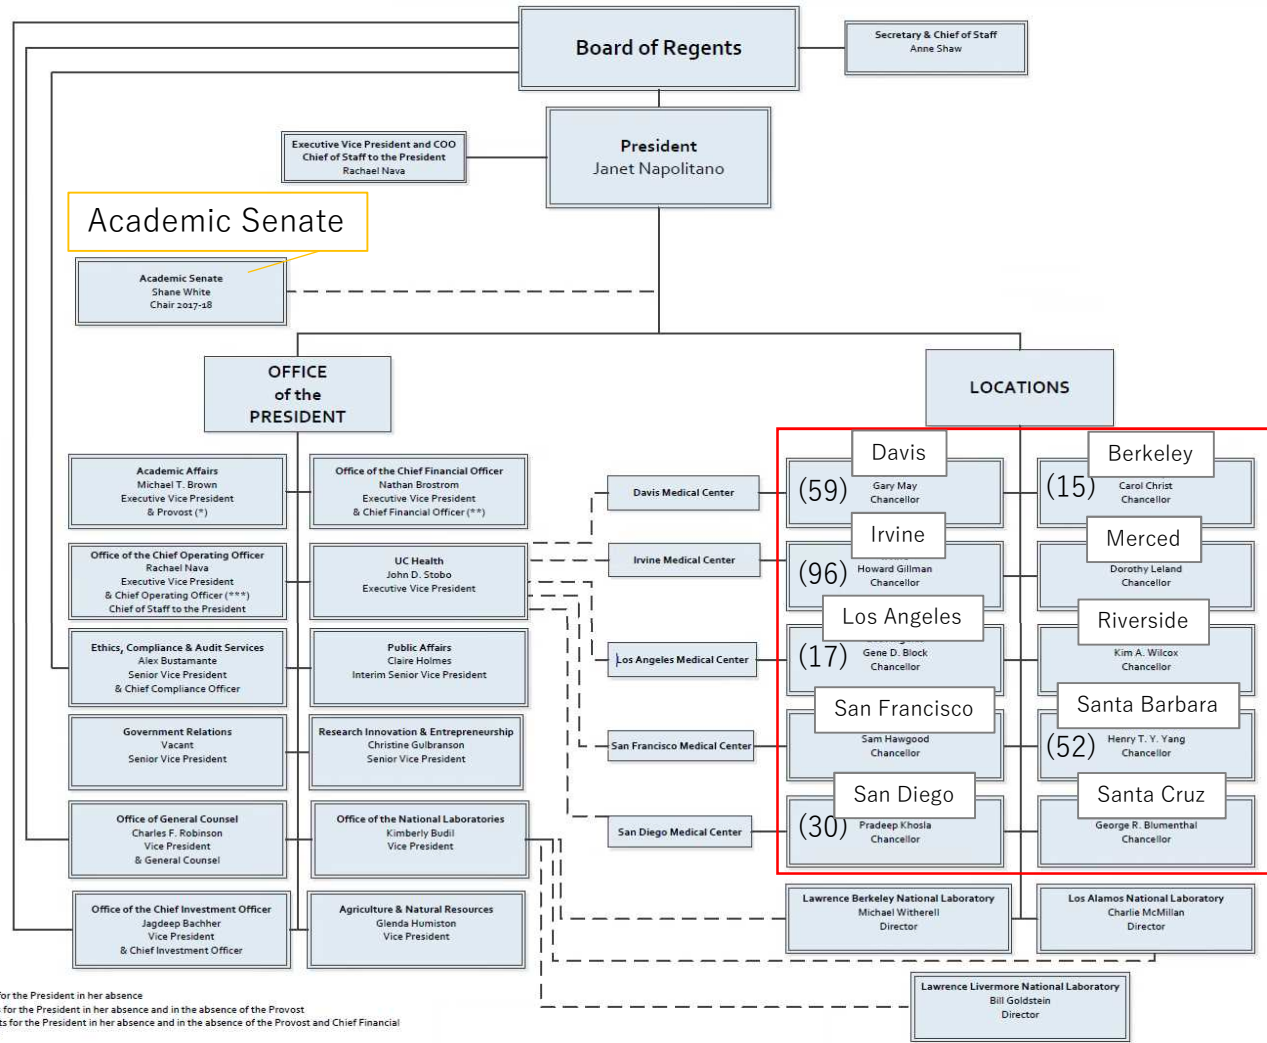 Board of Regents
Secretary & Chief of Staff
Anne Shaw
Executive Vice President and COO
Chief of Staff to the President
Rachael Nava
President
Janet Napolitano
Academic Senate
Academic Senate
Shane White
Chair 2017-18
OFFICE
of the
PRESIDENT
LOCATIONS
Academic Affairs
Michael T. Brown
Executive Vice President
& Provost (*)
Office of the Chief Financial Officer
Nathan Brostrom
Executive Vice President
& Chief Financial Officer (**)
Office of the Chief Operating Officer
Rachael Nava
Executive Vice President
& Chief Operating Officer (***)
Chief of Staff to the President
UC Health
John D. Stobo
Executive Vice President
Ethics, Compliance & Audit Services
Alex Bustamante
Senior Vice President
& Chief Compliance Officer
Public Affairs
Claire Holmes
Interim Senior Vice President
Government Relations
Vacant
Senior Vice President
Research Innovation & Entrepreneurship
Christine Gulbranson
Senior Vice President
Office of General Counsel
Charles F. Robinson
Vice President
& General Counsel
Office of the National Laboratories
Kimberly Budil
Vice President
Office of the Chief Investment Officer
Jagdeep Bachher
Vice President
& Chief Investment Officer
Agriculture & Natural Resources
Glenda Humiston
Vice President
Davis Medical Center
Irvine Medical Center
Los Angeles Medical Center
San Francisco Medical Center
San Diego Medical Center
Davis
(59)
Gary May
Chancellor
Berkeley
(15)
Carol Christ
Chancellor
Irvine
(96)
Howard Gillman
Chancellor
Merced
Dorothy Leland
Chancellor
Los Angeles
(17)
Gene D. Block
Chancellor
Riverside
Kim A. Wilcox
Chancellor
San Francisco
Sam Hawgood
Chancellor
Santa Barbara
(52)
Henry T. Y. Yang
Chancellor
San Diego
(30)
Pradeep Khosla
Chancellor
Santa Cruz
George R. Blumenthal
Chancellor
Lawrence Berkeley National Laboratory
Michael Witherell
Director
Los Alamos National Laboratory
Charlie McMillan
Director
Lawrence Livermore National Laboratory
Bill Goldstein
Director
for the President in her absence
for the President in her absence and in the absence of the Provost
for the President in her absence and in the absence of the Provost and Chief Financial